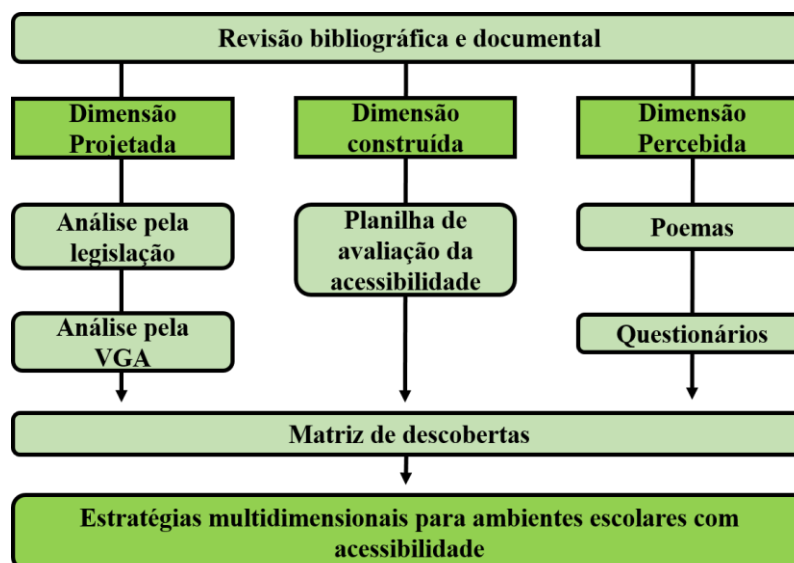 Revisão bibliográfica e documental
Dimensão
Projetada
Dimensão
construída
Dimensão
Percebida
Análise pela
legislação
Planilha de
avaliação da
acessibilidade
Poemas
Análise pela
VGA
Questionários
Matriz de descobertas
Estratégias multidimensionais para ambientes escolares com
acessibilidade